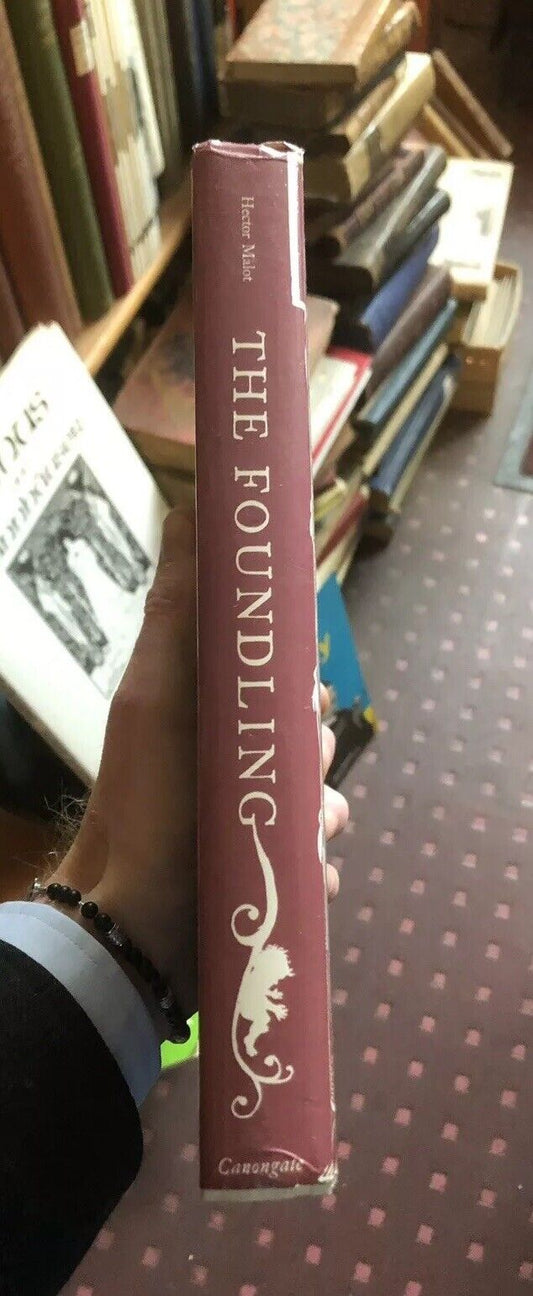 Hector Malot
THE FOUNDLING
Canongate